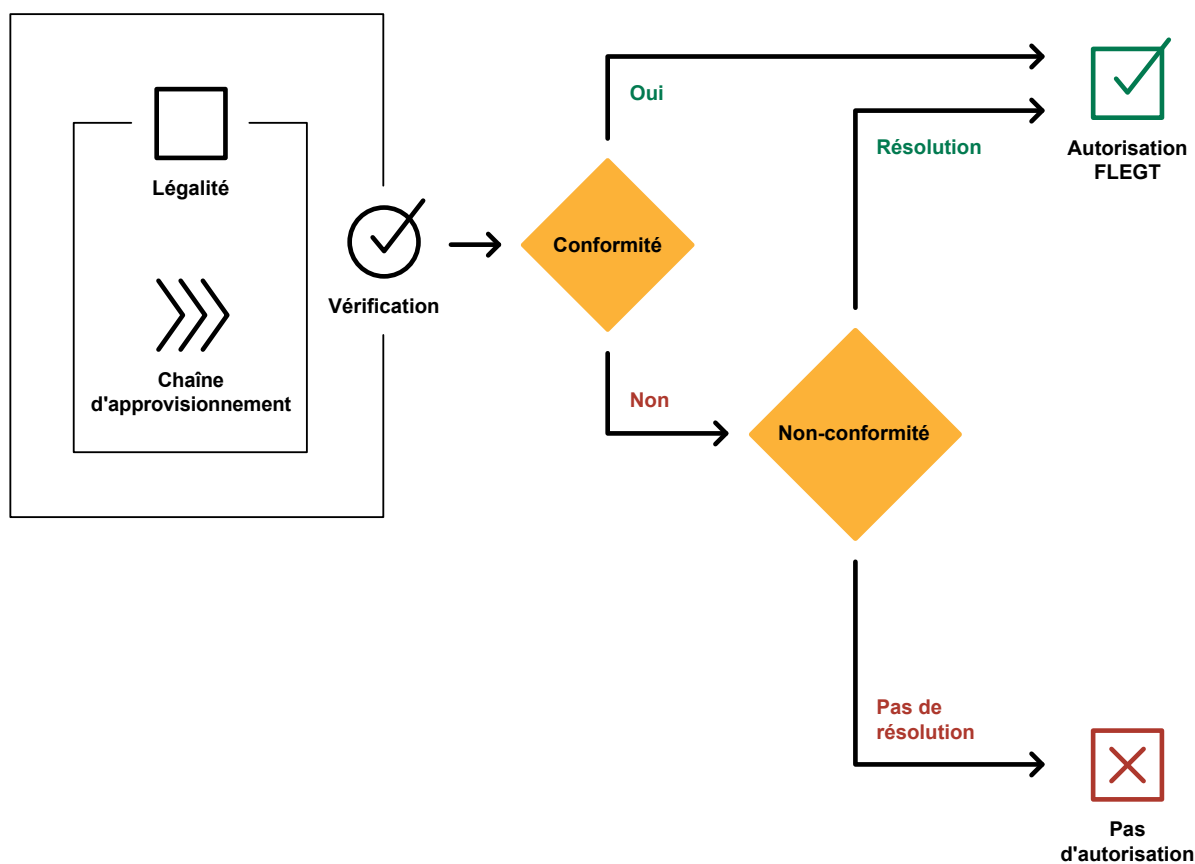 Légalité
Chaîne
d'approvisionnement
Vérification
Conformité
Oui
Non
Non-conformité
Résolution
Pas de
résolution
Autorisation
FLEGT
Pas
d'autorisation